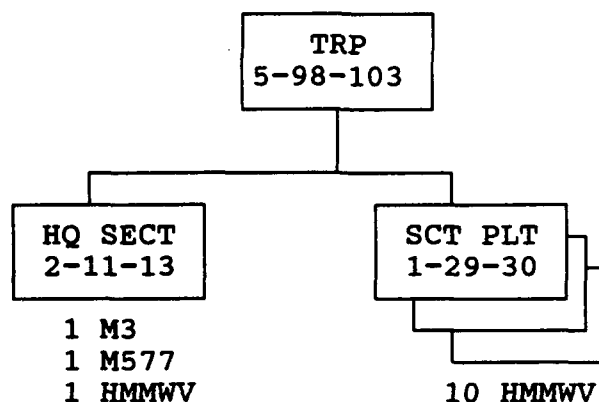 TRP
5-98-103
HQ SECT
2-11-13
SCT PLT
1-29-30
1 M3
1 M577
1 HMMWV
10 HMMWV